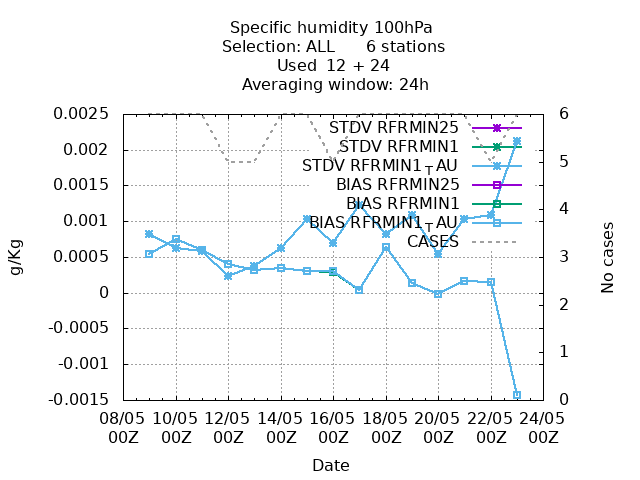 Specific humidity 100hPa
Selection: ALL 6 stations
Used 12 + 24
Averaging window: 24h
0.0025
0.002
0.0015
0.001
0.0005
0
-0.0005
-0.001
-0.0015
g/Kg
STDV RFRMIN25
STDV RFRMIN1
STDV RFRMIN1_TAU
BIAS RFRMIN25
BIAS RFRMIN1
BIAS RFRMIN1_TAU
CASES
6
5
4
3
2
1
0
No cases
08/05 10/05 12/05 14/05 16/05 18/05 20/05 22/05 24/05
00Z 00Z 00Z 00Z 00Z 00Z 00Z 00Z 00Z
Date